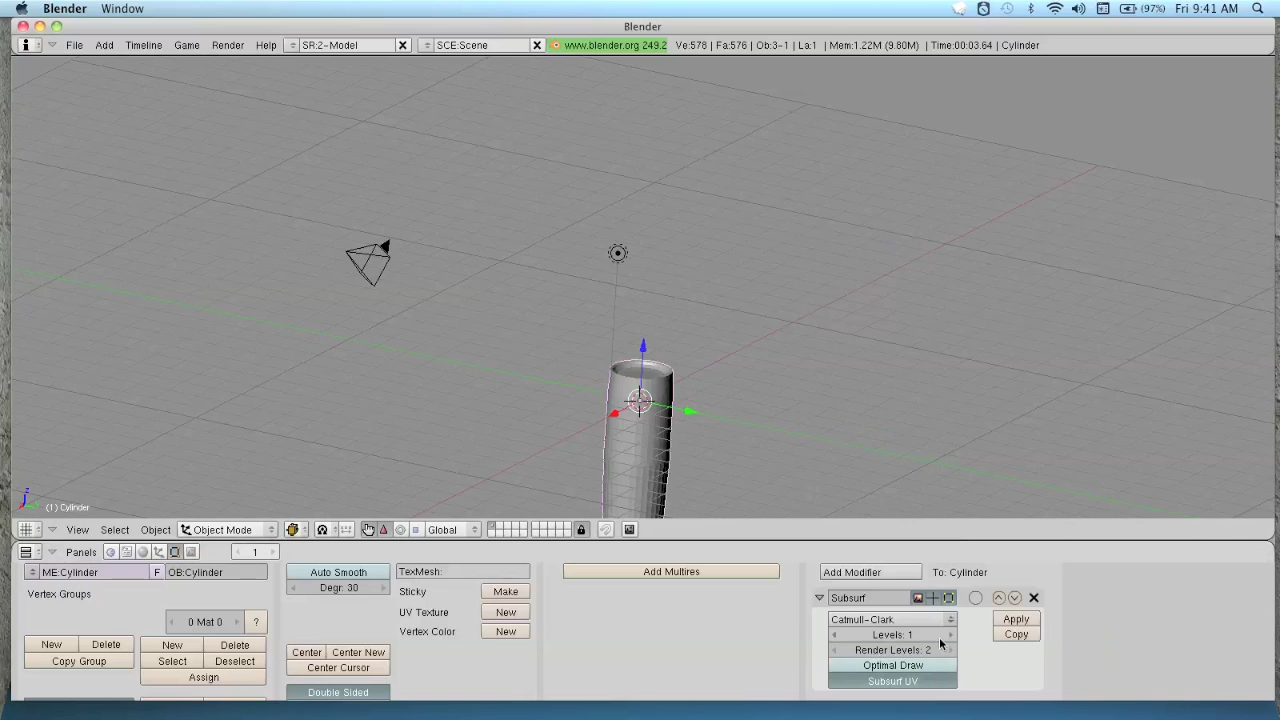 Blender Window (97%) Fri 9:41 AM
Blender
File Add Timeline Game Render Help SR:2-Model SCE:Scene www.blender.org 249.2 Ve:578 | Fa:576 | Ob:3-1 | La:1 | Mem:1.22M (9.80M) | Time:00:03.64 | Cylinder
z
(1) Cylinder
View Select Object Object Mode Global
Panels 1
ME:Cylinder F OB:Cylinder Auto Smooth TexMesh: Add Multires Add Modifier To: Cylinder
Vertex Groups Degr: 30 Sticky Make Subsurf
0 Mat 0 ? UV Texture New Catmull-Clark Apply
Vertex Color New Levels: 1 Copy
New Delete New Delete Center Center New Render Levels: 2
Copy Group Select Deselect Center Cursor Optimal Draw
Assign Subsurf UV
Double Sided